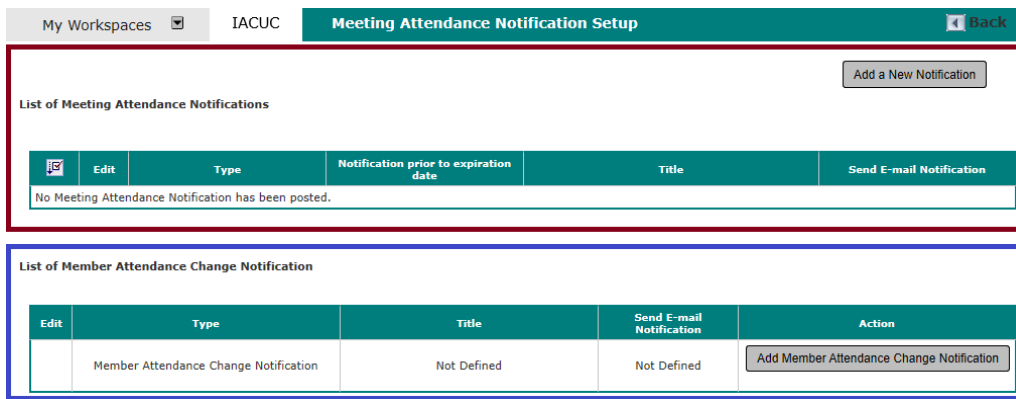 My Workspaces IACUC Meeting Attendance Notification Setup Back
Add a New Notification
List of Meeting Attendance Notifications
Edit Type Notification prior to expiration date Title Send E-mail Notification
No Meeting Attendance Notification has been posted.
List of Member Attendance Change Notification
Edit Type Title Send E-mail Notification Action
Member Attendance Change Notification Not Defined Not Defined Add Member Attendance Change Notification